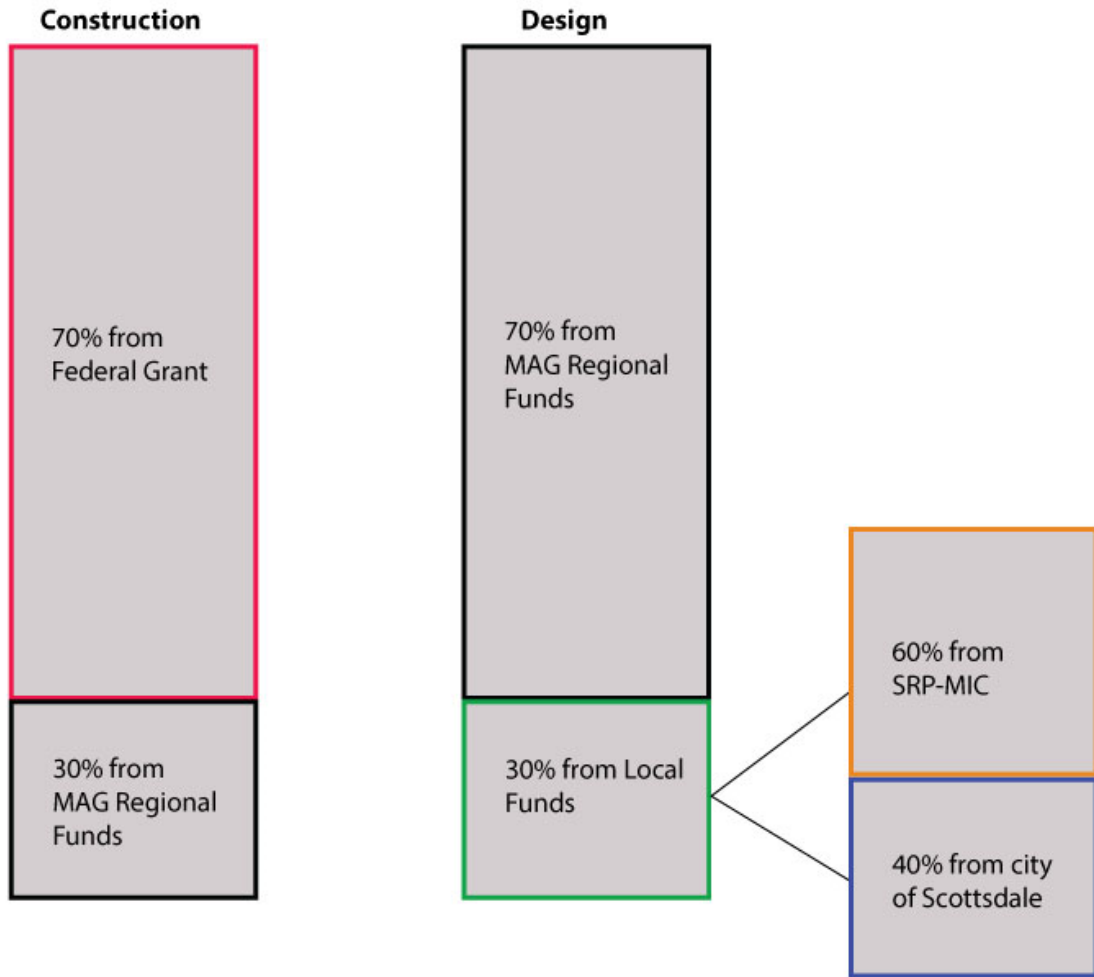 Construction
Design
70% from
Federal Grant
70% from
MAG Regional
Funds
30% from
MAG Regional
Funds
30% from Local
Funds
60% from
SRP-MIC
40% from city
of Scottsdale